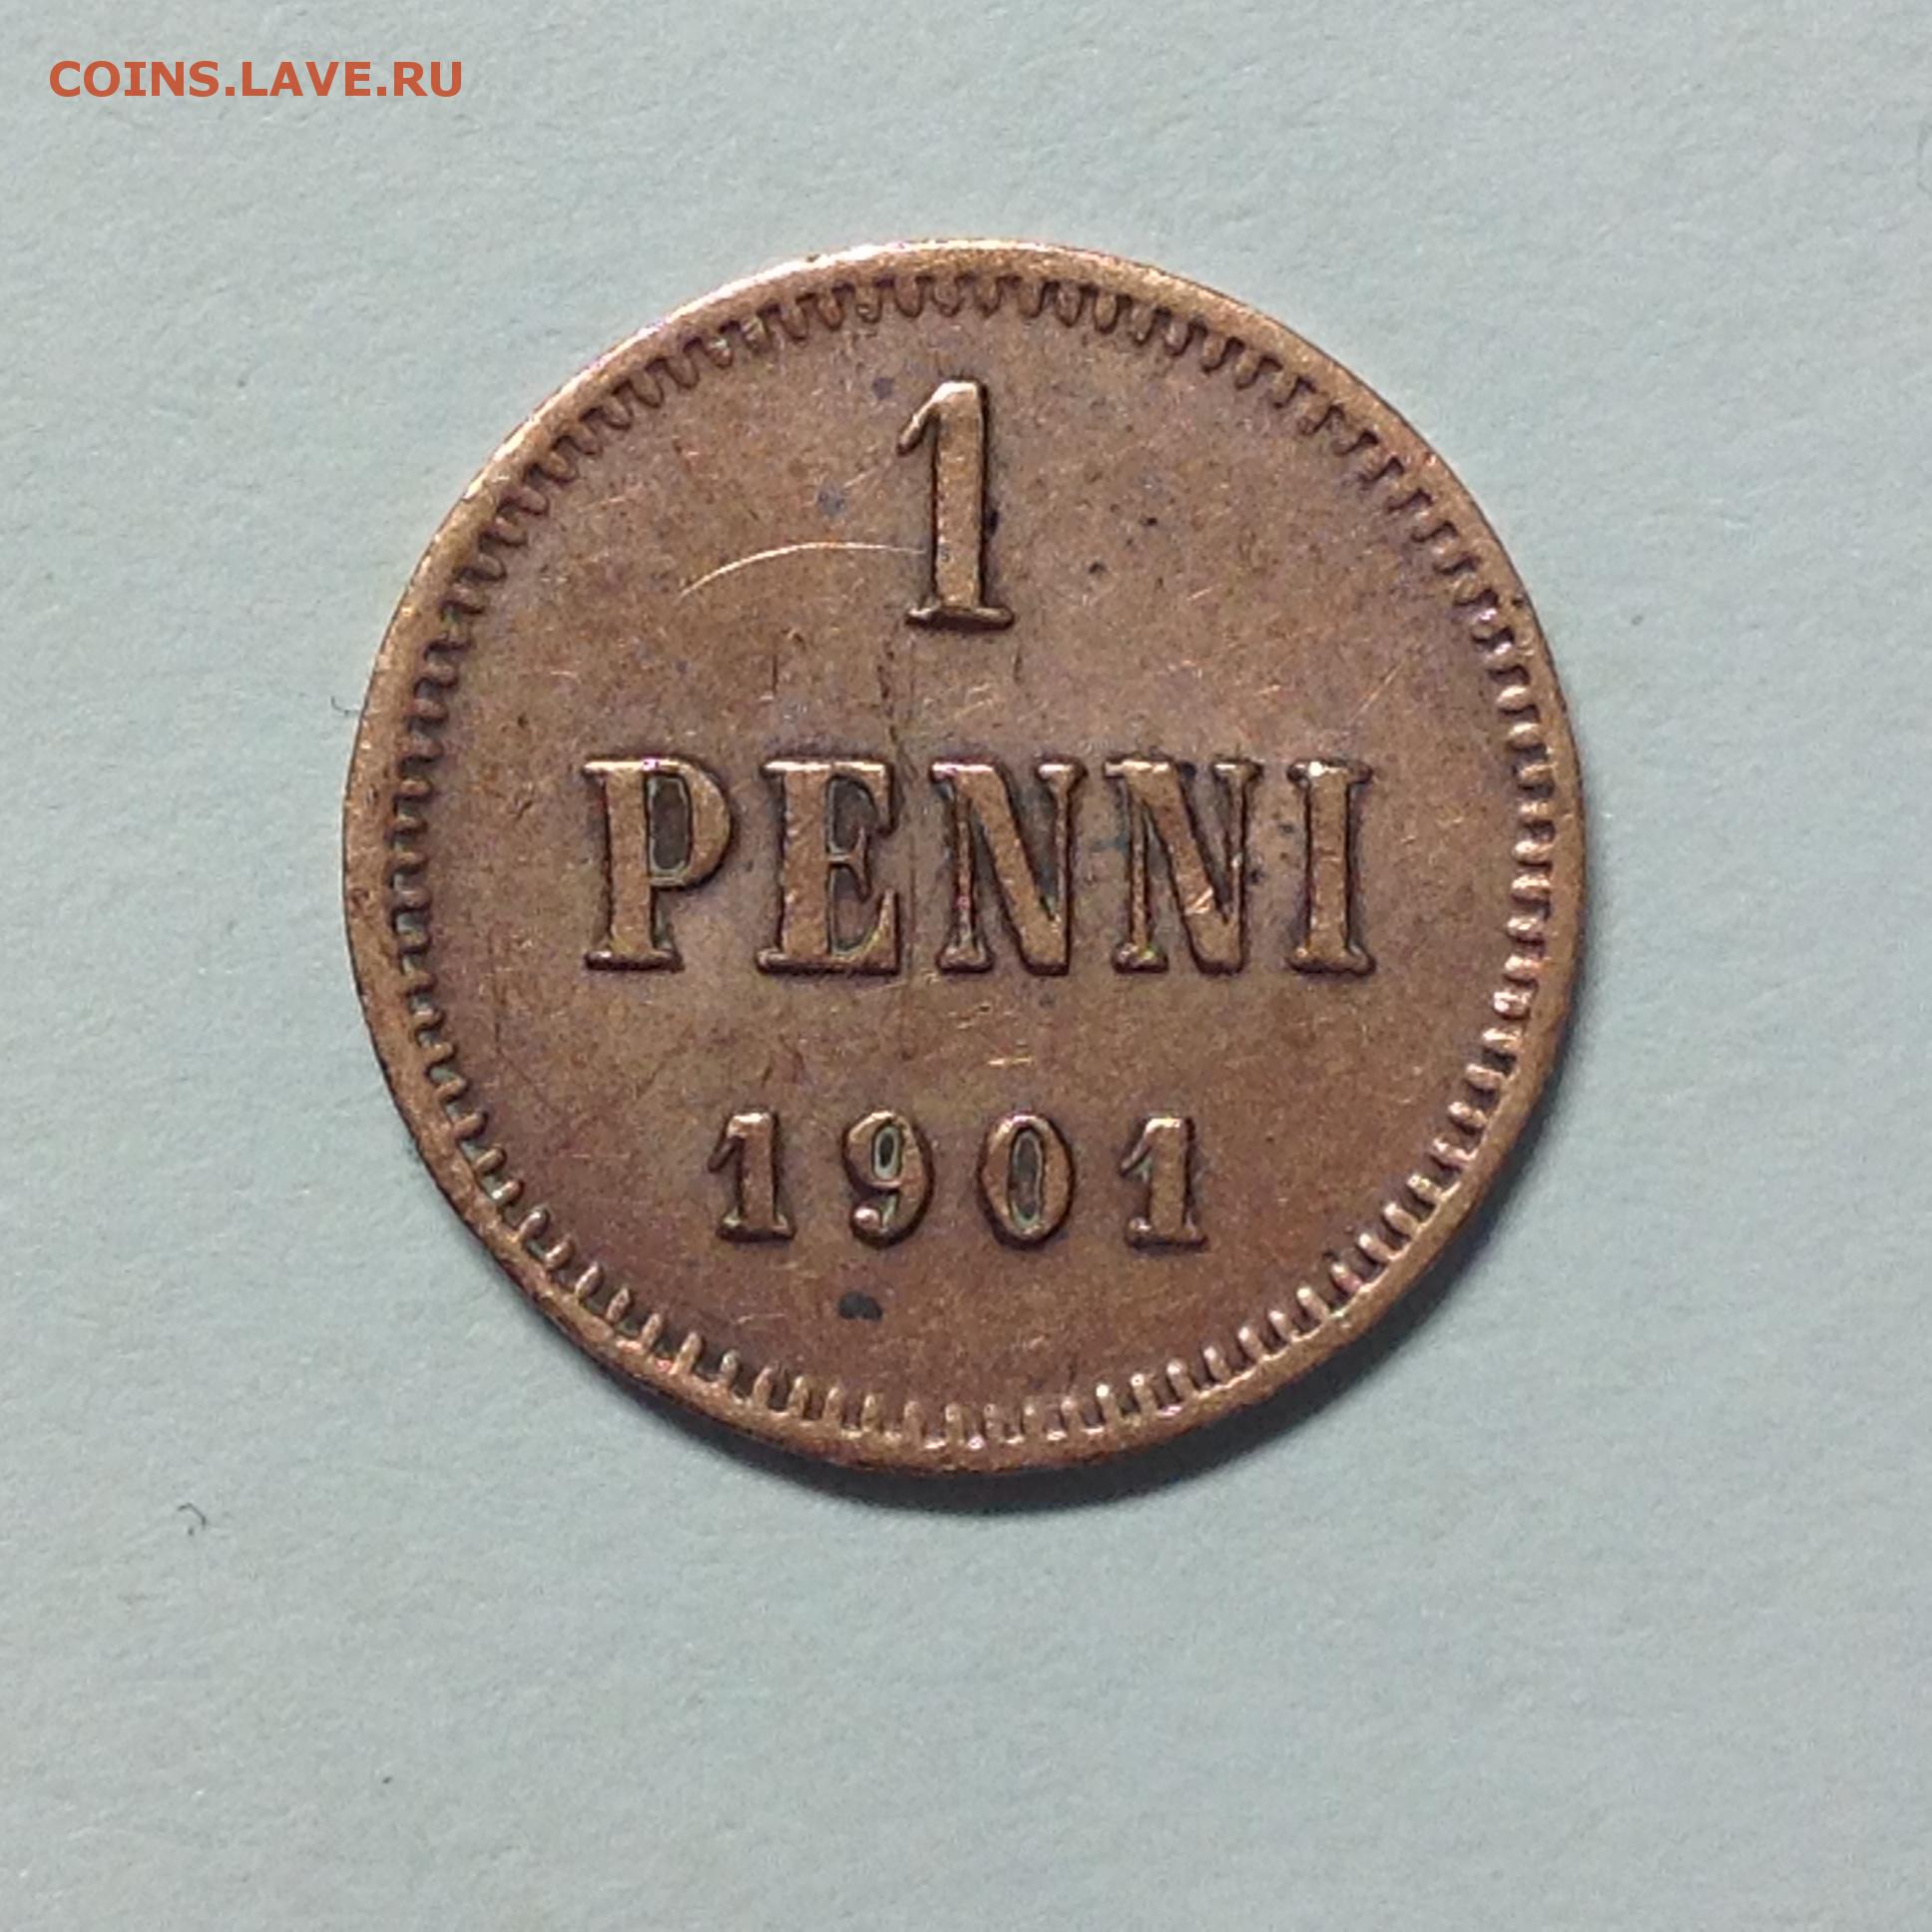 COINS.LAVE.RU
1
PENNI
1901